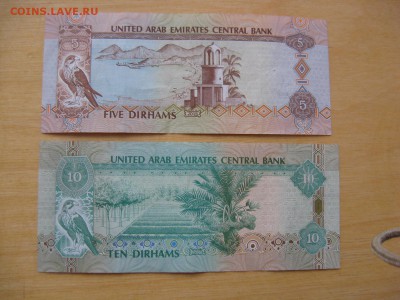 COINS.LAVE.RU
UNITED ARAB EMIRATES CENTRAL BANK
5
5
5
FIVE DIRHAMS
UNITED ARAB EMIRATES CENTRAL BANK
10
10
10
TEN DIRHAMS